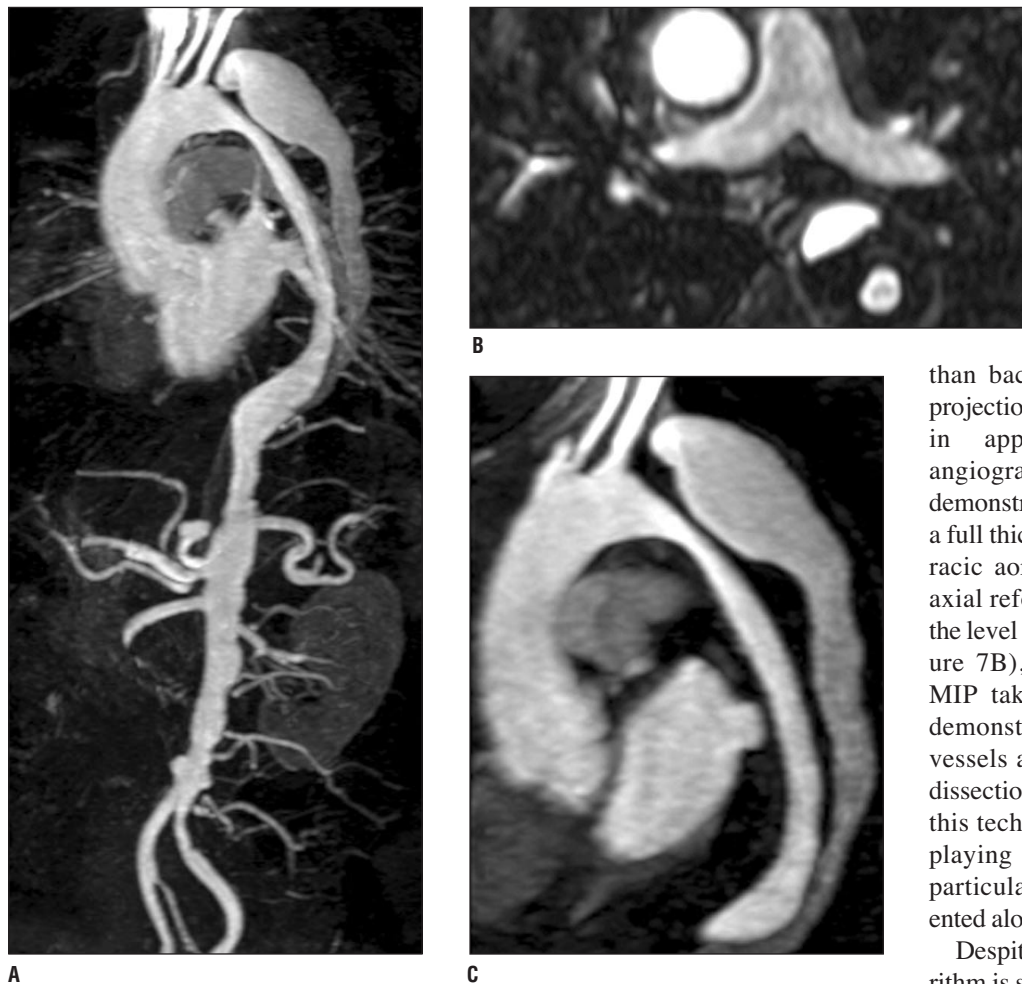 A
B
C
than bac
projectio
in app
angiogra
demonstr
a full thic
racic aor
axial refe
the level
ure 7B),
MIP tak
demonst
vessels a
dissectio
this tech
playing
particula
ented alo
Despit
rithm is s